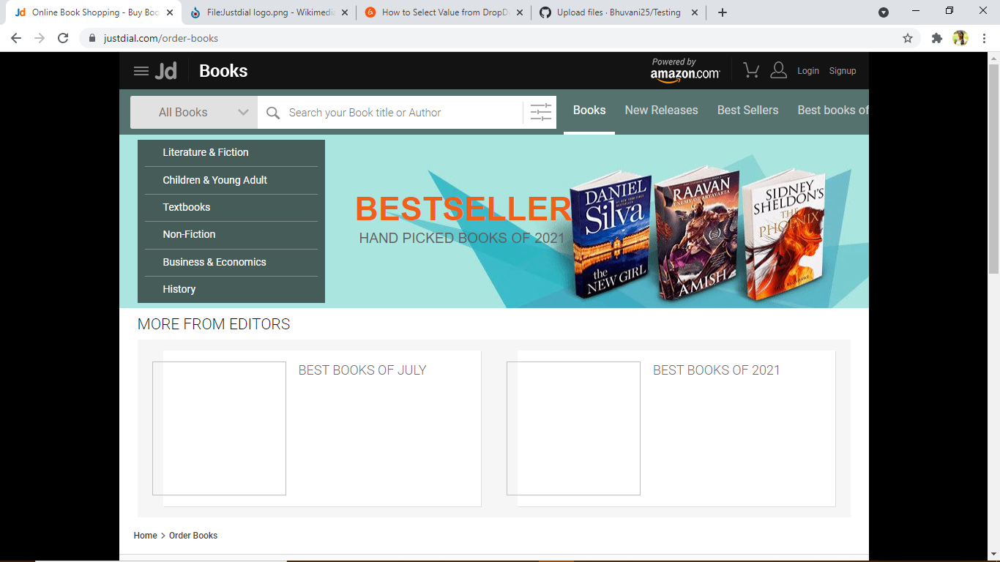 Online Book Shopping - Buy Boo
File:Justdial logo.png - Wikimedia
How to Select Value from DropD
Upload files · Bhuvani25/Testing
justdial.com/order-books
Jd
Books
Powered by
amazon.com
Login
Signup
All Books
Search your Book title or Author
Books
New Releases
Best Sellers
Best books of
Literature & Fiction
Children & Young Adult
Textbooks
Non-Fiction
Business & Economics
History
BESTSELLER
HAND PICKED BOOKS OF 2021
DANIEL
Silva
the
NEW GIRL
RAAVAN
ENEMY OF ARYAVARTA
AMISH
SIDNEY
SHELDON'S
THE
PHOENIX
MORE FROM EDITORS
BEST BOOKS OF JULY
BEST BOOKS OF 2021
Home > Order Books